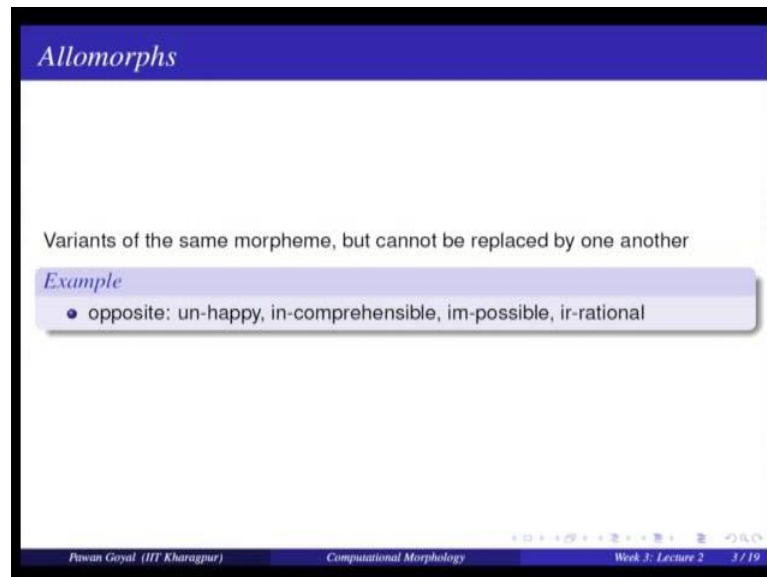 Allomorphs
Variants of the same morpheme, but cannot be replaced by one another
Example
opposite: un-happy, in-comprehensible, im-possible, ir-rational
Pawan Goyal (IIT Kharagpur) Computational Morphology Week 3: Lecture 2 3 / 19